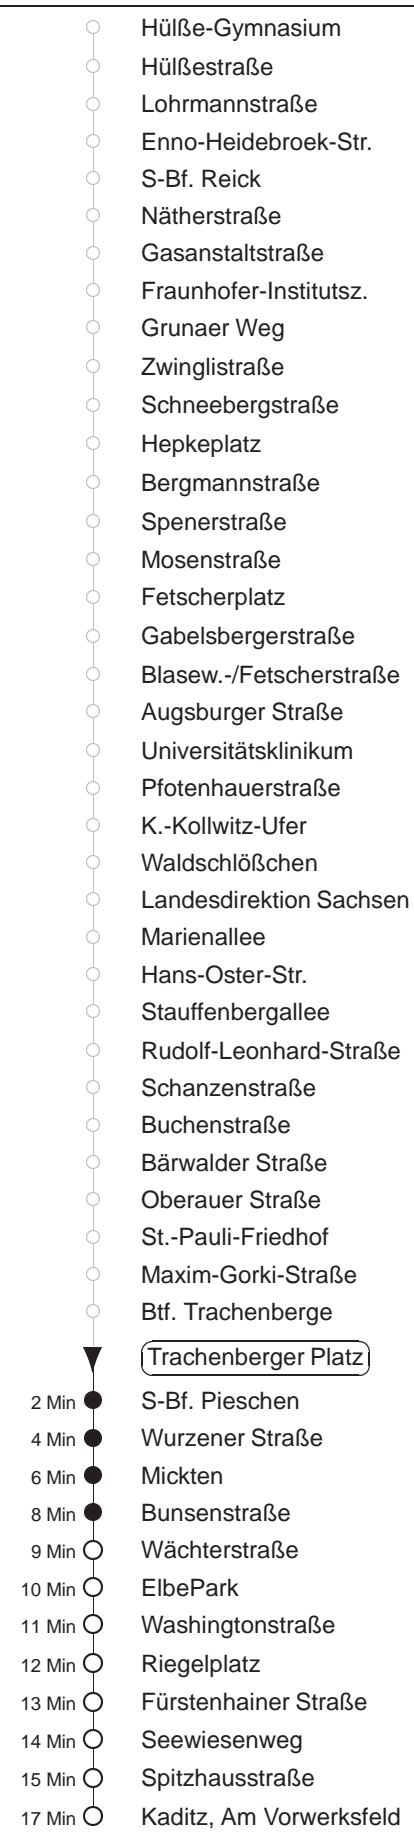 Hülße-Gymnasium
Hülßestraße
Lohrmannstraße
Enno-Heidebroek-Str.
S-Bf. Reick
Nätherstraße
Gasanstaltstraße
Fraunhofer-Institutsz.
Grunaer Weg
Zwinglistraße
Schneebergstraße
Hepkeplatz
Bergmannstraße
Spenerstraße
Mosenstraße
Fetscherplatz
Gabelsbergerstraße
Blasew.-/Fetscherstraße
Augsburger Straße
Universitätsklinikum
Pfotenhauerstraße
K.-Kollwitz-Ufer
Waldschlößchen
Landesdirektion Sachsen
Marienallee
Hans-Oster-Str.
Stauffenbergallee
Rudolf-Leonhard-Straße
Schanzenstraße
Buchenstraße
Bärwalder Straße
Oberauer Straße
St.-Pauli-Friedhof
Maxim-Gorki-Straße
Btf. Trachenberge
Trachenberger Platz
2 Min S-Bf. Pieschen
4 Min Wurzener Straße
6 Min Mickten
8 Min Bunsenstraße
9 Min Wächterstraße
10 Min ElbePark
11 Min Washingtonstraße
12 Min Riegelplatz
13 Min Fürstenhainer Straße
14 Min Seewiesenweg
15 Min Spitzhausstraße
17 Min Kaditz, Am Vorwerksfeld